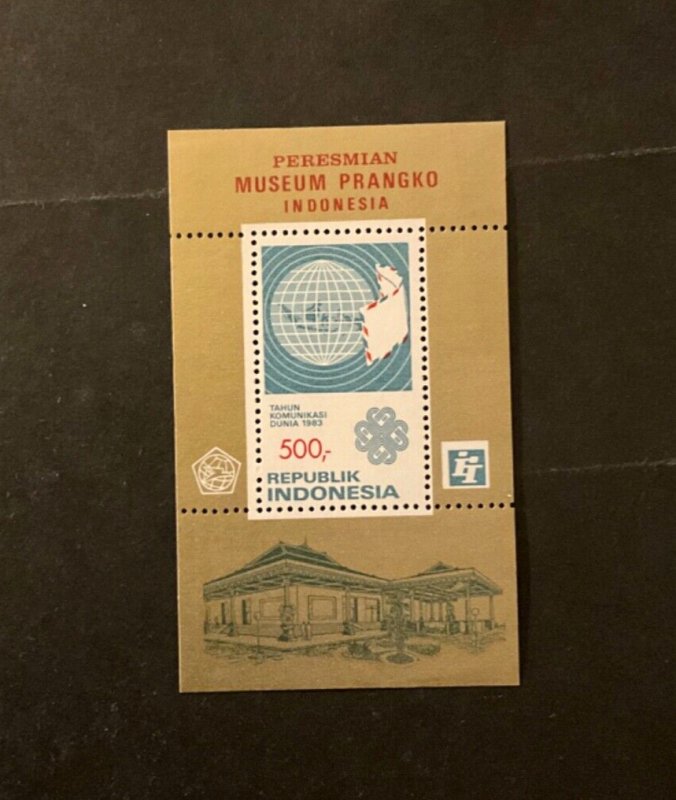 PERESMIAN
MUSEUM PRANGKO
INDONESIA
TAHUN
KOMUNIKASI
DUNIA 1983
500,-
REPUBLIK
INDONESIA